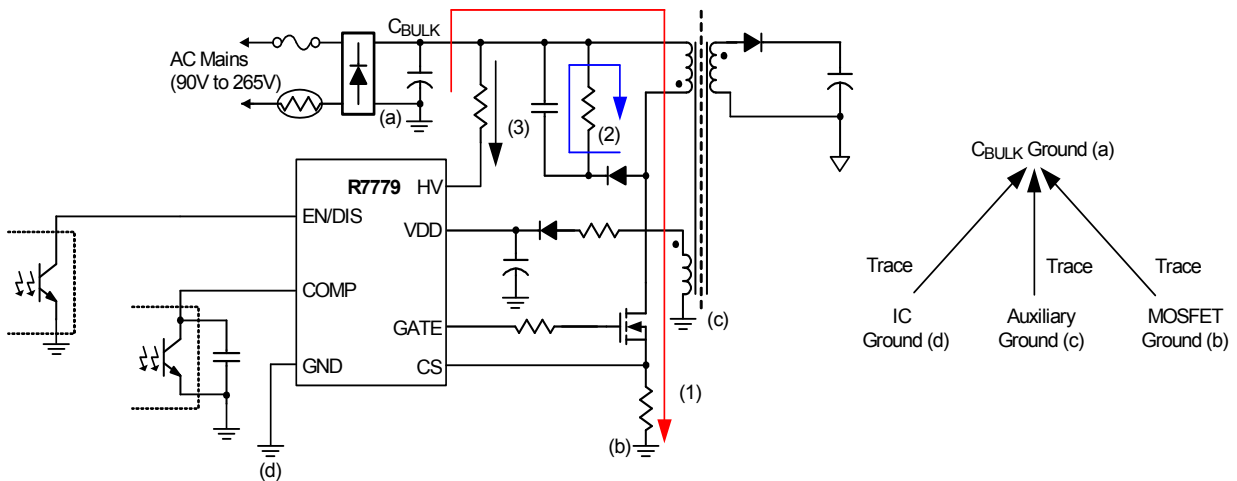 CBULK
AC Mains
(90V to 265V)
(a)
(3)
(2)
R7779
HV
EN/DIS
VDD
COMP
GATE
GND
CS
(c)
(1)
(b)
(d)
CBULK Ground (a)
Trace
Trace
Trace
IC
Ground (d)
Auxiliary
Ground (c)
MOSFET
Ground (b)